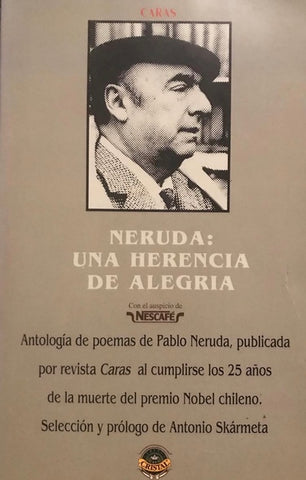 CARAS
NERUDA:
UNA HERENCIA
DE ALEGRIA
Con el auspicio de
NESCAFÉ
Antología de poemas de Pablo Neruda, publicada
por revista Caras al cumplirse los 25 años
de la muerte del premio Nobel chileno.
Selección y prólogo de Antonio Skármeta
CRISTAL